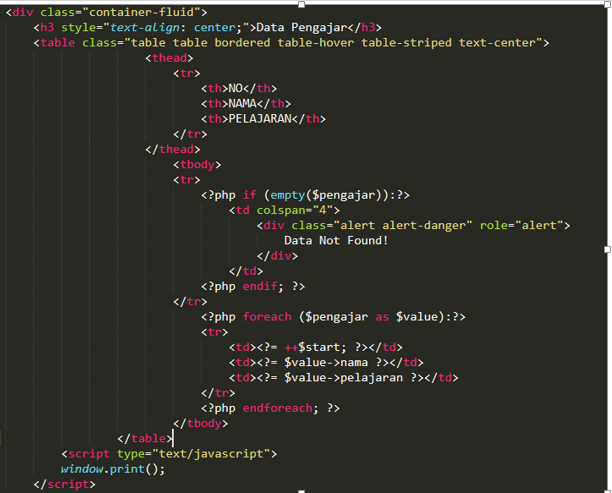 <div class="container-fluid">
<h3 style="text-align: center;">Data Pengajar</h3>
<table class="table table bordered table-hover table-striped text-center">
<thead>
<tr>
<th>NO</th>
<th>NAMA</th>
<th>PELAJARAN</th>
</tr>
</thead>
<tbody>
<tr>
<?php if (empty($pengajar)):?>
<td colspan="4">
<div class="alert alert-danger" role="alert">
Data Not Found!
</div>
</td>
<?php endif; ?>
</tr>
<?php foreach ($pengajar as $value):?>
<tr>
<td><?= ++$start; ?></td>
<td><?= $value->nama ?></td>
<td><?= $value->pelajaran ?></td>
</tr>
<?php endforeach; ?>
</tbody>
</table>
<script type="text/javascript">
window.print();
</script>